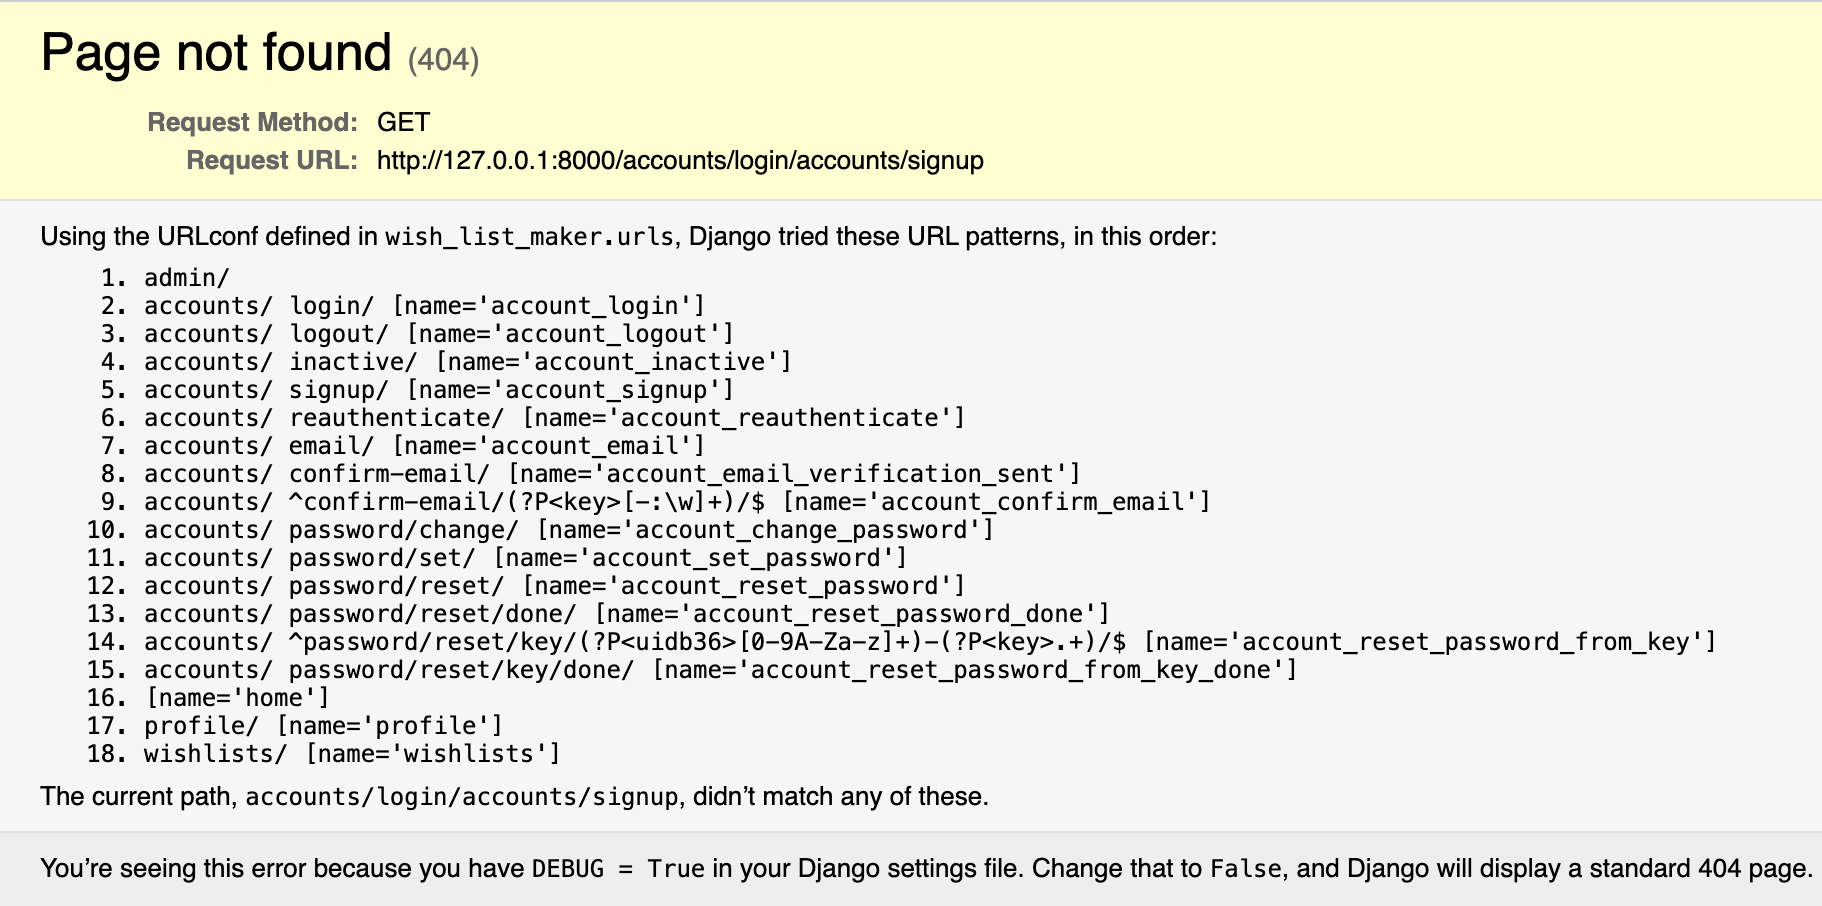 Page not found (404)
Request Method: GET
Request URL: http://127.0.0.1:8000/accounts/login/accounts/signup
Using the URLconf defined in wish_list_maker.urls, Django tried these URL patterns, in this order:
1. admin/
2. accounts/ login/ [name='account_login']
3. accounts/ logout/ [name='account_logout']
4. accounts/ inactive/ [name='account_inactive']
5. accounts/ signup/ [name='account_signup']
6. accounts/ reauthenticate/ [name='account_reauthenticate']
7. accounts/ email/ [name='account_email']
8. accounts/ confirm-email/ [name='account_email_verification_sent']
9. accounts/ ^confirm-email/(?P<key>[-:\w]+)/$ [name='account_confirm_email']
10. accounts/ password/change/ [name='account_change_password']
11. accounts/ password/set/ [name='account_set_password']
12. accounts/ password/reset/ [name='account_reset_password']
13. accounts/ password/reset/done/ [name='account_reset_password_done']
14. accounts/ ^password/reset/key/(?P<uidb36>[0-9A-Za-z]+)-(?P<key>.+)/$ [name='account_reset_password_from_key']
15. accounts/ password/reset/key/done/ [name='account_reset_password_from_key_done']
16. [name='home']
17. profile/ [name='profile']
18. wishlists/ [name='wishlists']
The current path, accounts/login/accounts/signup, didn’t match any of these.
You’re seeing this error because you have DEBUG = True in your Django settings file. Change that to False, and Django will display a standard 404 page.